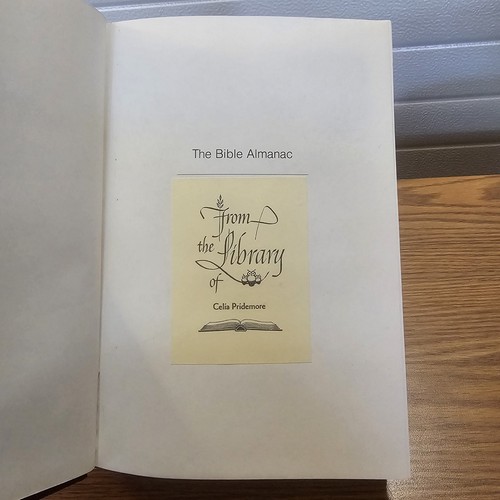 The Bible Almanac
From
the Library
of
Celia Pridemore